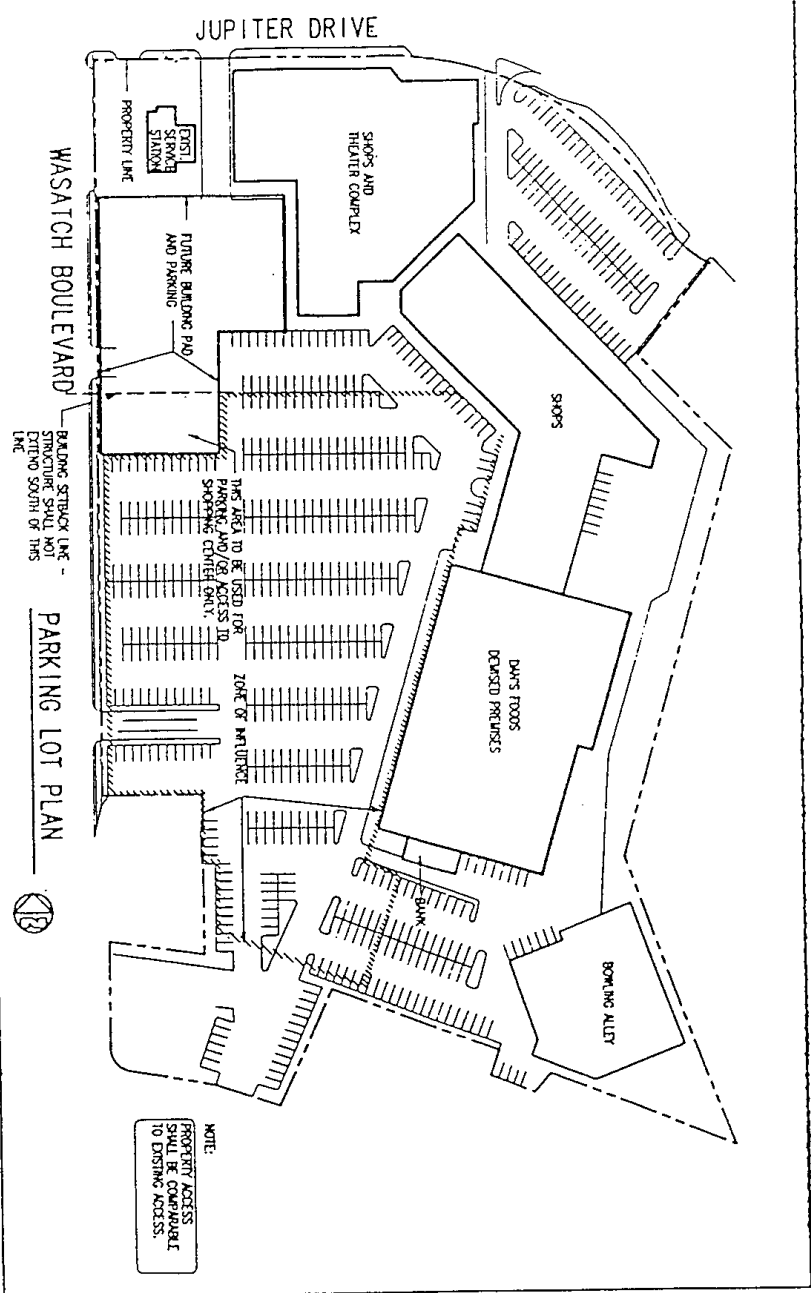 JUPITER DRIVE
SHOPS AND
THEATER COMPLEX
EXIST.
SERVICE
STATION
PROPERTY LINE
WASATCH BOULEVARD
FUTURE BUILDING PAD
AND PARKING
SHOPS
BUILDING SETBACK LINE -
STRUCTURE SHALL NOT
EXTEND SOUTH OF THIS
LINE
THIS AREA TO BE USED FOR
PARKING AND/OR ACCESS TO
SHOPPING CENTER ONLY.
DAN'S FOODS
DEMISED PREMISES
ZONE OF INFLUENCE
PARKING LOT PLAN
BANK
BOWLING ALLEY
NOTE:
PROPERTY ACCESS
SHALL BE COMPARABLE
TO EXISTING ACCESS.